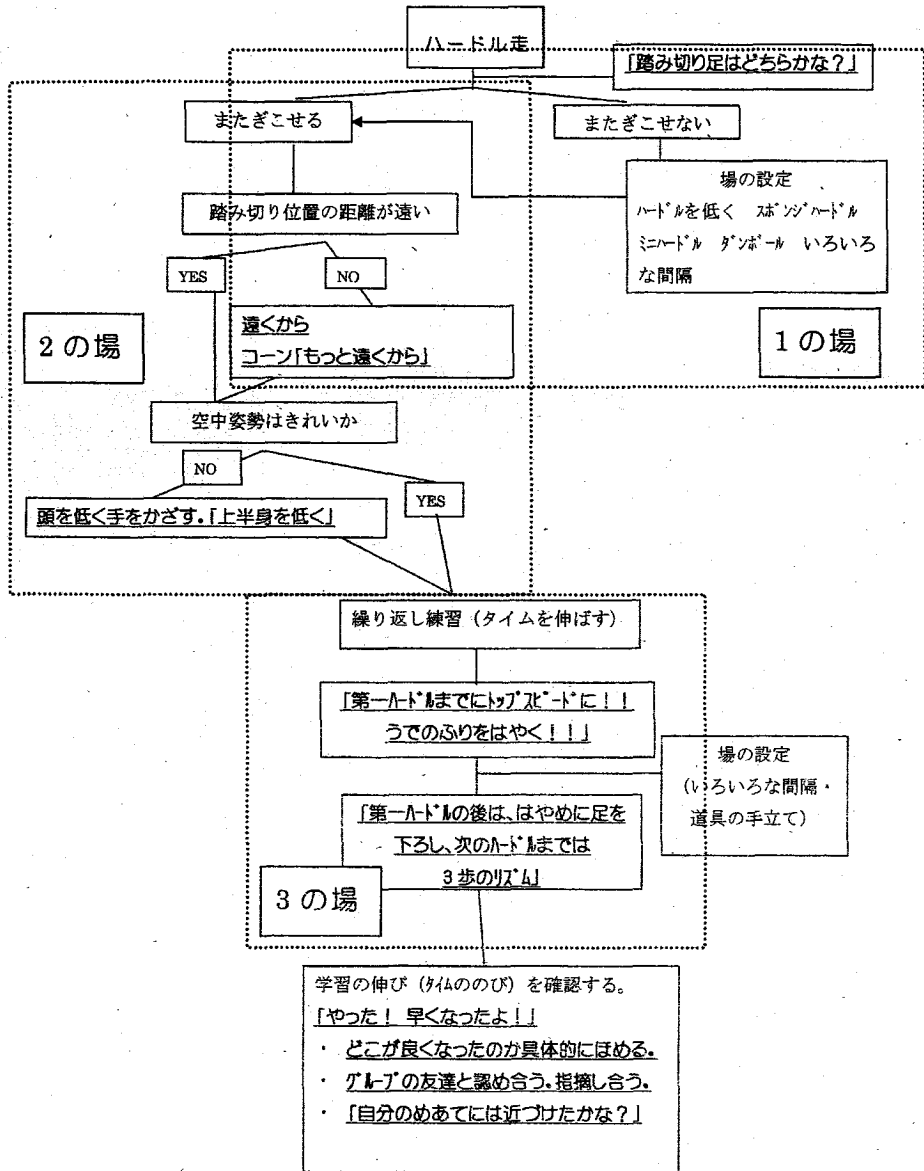 ハードル走
「踏み切り足はどちらかな？」
またぎこせる
またぎこせない
場の設定
ﾊｰﾄﾞﾙを低く　ｽﾎﾟﾝｼﾞﾊｰﾄﾞﾙ
ﾐﾆﾊｰﾄﾞﾙ　ﾀﾞﾝﾎﾞｰﾙ　いろいろ
な間隔
踏み切り位置の距離が遠い
YES
NO
遠くから
コーン「もっと遠くから」
2の場
1の場
空中姿勢はきれいか
NO
YES
頭を低く手をかざす。「上半身を低く」
繰り返し練習（タイムを伸ばす）
「第一ﾊｰﾄﾞﾙまでにﾄｯﾌﾟｽﾋﾟｰﾄﾞに！！
うでのふりをはやく！！」
場の設定
（いろいろな間隔・
道具の手立て）
「第一ﾊｰﾄﾞﾙの後は、はやめに足を
下ろし、次のﾊｰﾄﾞﾙまでは
3歩のﾘｽﾞﾑ」
3の場
学習の伸び（ﾀｲﾑののび）を確認する。
「やった！ 早くなったよ！」
・ どこが良くなったのか具体的にほめる。
・ ｸﾞﾙｰﾌﾟの友達と認め合う。指摘し合う。
・ 「自分のめあてには近づけたかな？」